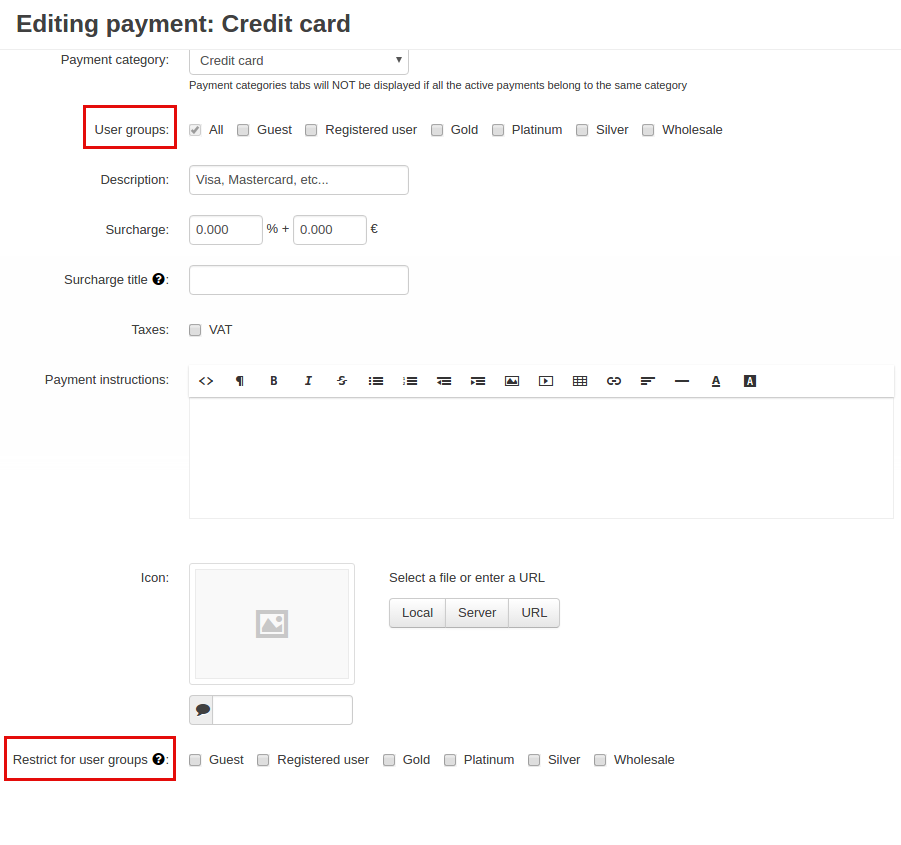 Editing payment: Credit card
Payment category: Credit card
Payment categories tabs will NOT be displayed if all the active payments belong to the same category
User groups: All Guest Registered user Gold Platinum Silver Wholesale
Description: Visa, Mastercard, etc...
Surcharge: 0.000 % + 0.000 €
Surcharge title ?:
Taxes: VAT
Payment instructions: <> ¶ B I S A A
Icon: Select a file or enter a URL
Local Server URL
Restrict for user groups ?: Guest Registered user Gold Platinum Silver Wholesale